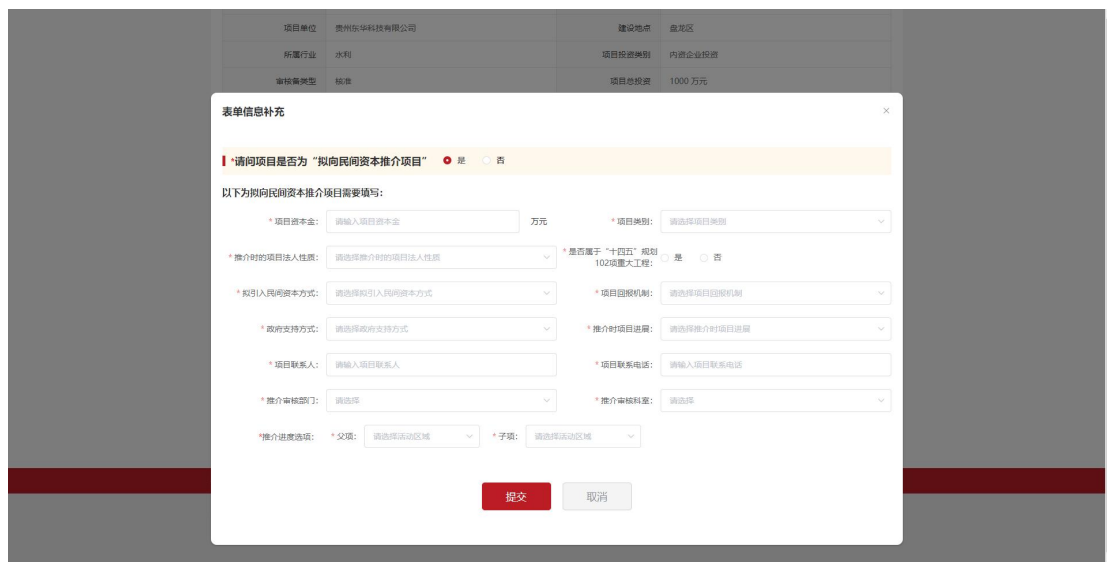 项目单位 贵州东华科技有限公司 建设地点 盘龙区
所属行业 水利 项目投资类别 内资企业投资
审核备类型 核准 项目总投资 1000 万元
表单信息补充 ×
*请问项目是否为“拟向民间资本推介项目” 是 否
以下为拟向民间资本推介项目需要填写：
* 项目资本金： 请输入项目资本金 万元 * 项目类别： 请选择项目类别
* 推介时的项目法人性质： 请选择推介时的项目法人性质 * 是否属于“十四五”规划
102项重大工程： 是 否
* 拟引入民间资本方式： 请选择拟引入民间资本方式 * 项目回报机制： 请选择项目回报机制
* 政府支持方式： 请选择政府支持方式 * 推介时项目进展： 请选择推介时项目进展
* 项目联系人： 请输入项目联系人 * 项目联系电话： 请输入项目联系电话
* 推介审核部门： 请选择 * 推介审核科室： 请选择
*推介进度选项： * 父项： 请选择活动区域 * 子项： 请选择活动区域
提交 取消